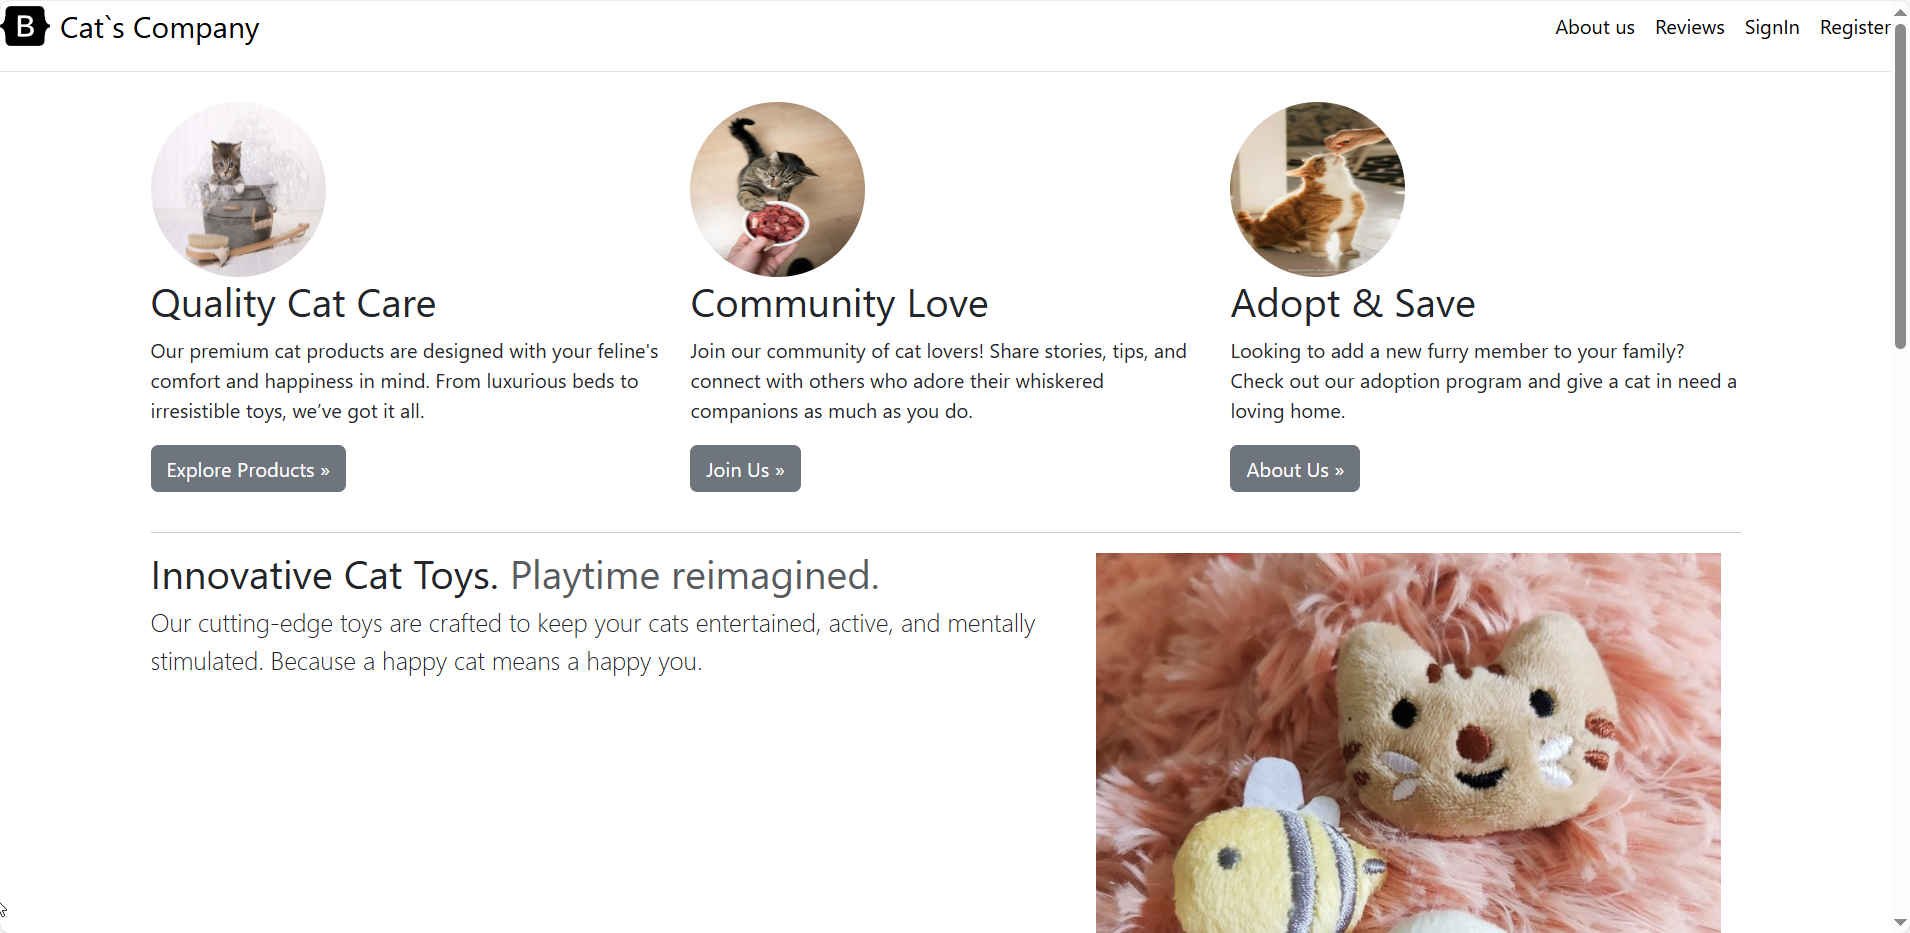 B Cat`s Company
About us Reviews SignIn Register
Quality Cat Care
Our premium cat products are designed with your feline's
comfort and happiness in mind. From luxurious beds to
irresistible toys, we’ve got it all.
Explore Products »
Community Love
Join our community of cat lovers! Share stories, tips, and
connect with others who adore their whiskered
companions as much as you do.
Join Us »
Adopt & Save
Looking to add a new furry member to your family?
Check out our adoption program and give a cat in need a
loving home.
About Us »
Innovative Cat Toys. Playtime reimagined.
Our cutting-edge toys are crafted to keep your cats entertained, active, and mentally
stimulated. Because a happy cat means a happy you.